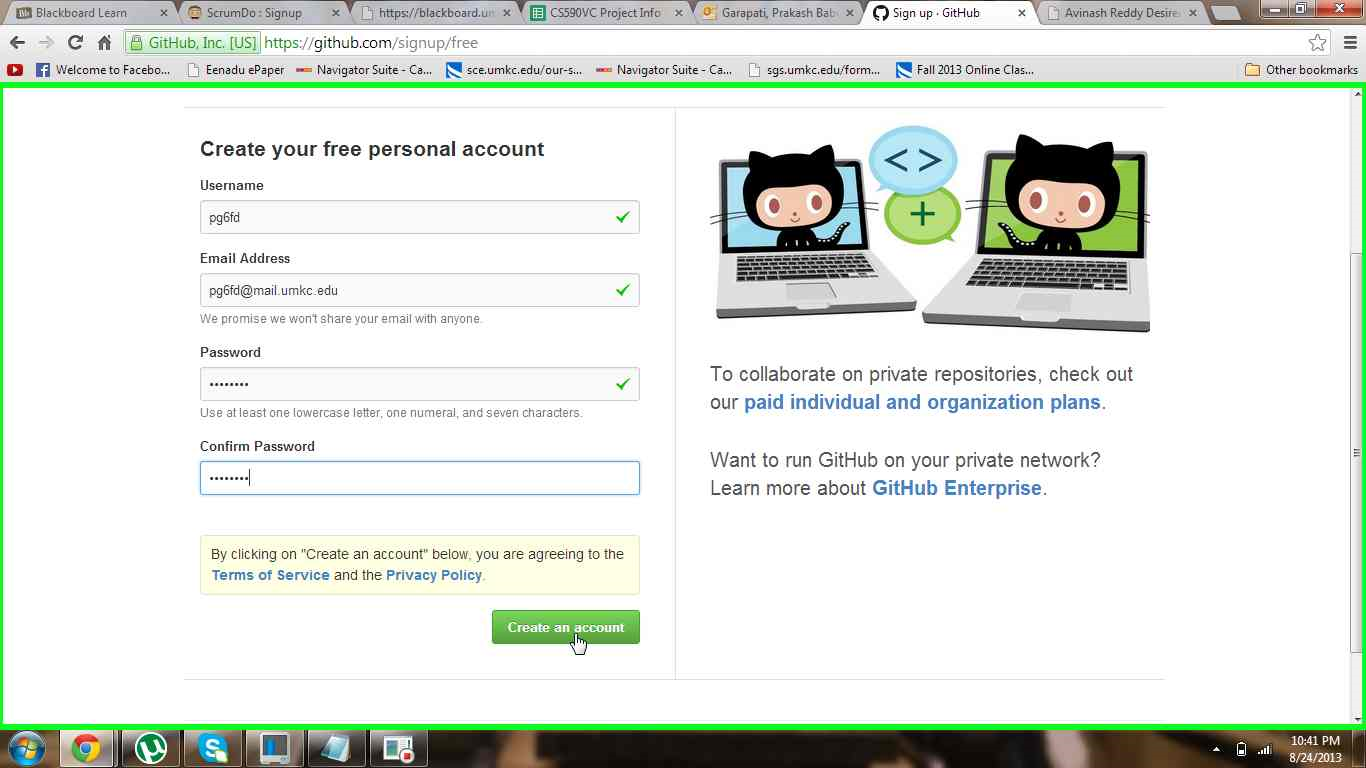 Blackboard Learn
ScrumDo : Signup
https://blackboard.um
CS590VC Project Info
Garapati, Prakash Bab
Sign up · GitHub
Avinash Reddy Desire
GitHub, Inc. [US] https://github.com/signup/free
Welcome to Facebo...
Eenadu ePaper
Navigator Suite - Ca...
sce.umkc.edu/our-s...
Navigator Suite - Ca...
sgs.umkc.edu/form...
Fall 2013 Online Clas...
Other bookmarks
Create your free personal account
Username
pg6fd
Email Address
pg6fd@mail.umkc.edu
We promise we won't share your email with anyone.
Password
••••••••
Use at least one lowercase letter, one numeral, and seven characters.
Confirm Password
••••••••
By clicking on "Create an account" below, you are agreeing to the
Terms of Service and the Privacy Policy.
Create an account
< >
+
To collaborate on private repositories, check out
our paid individual and organization plans.
Want to run GitHub on your private network?
Learn more about GitHub Enterprise.
10:41 PM
8/24/2013